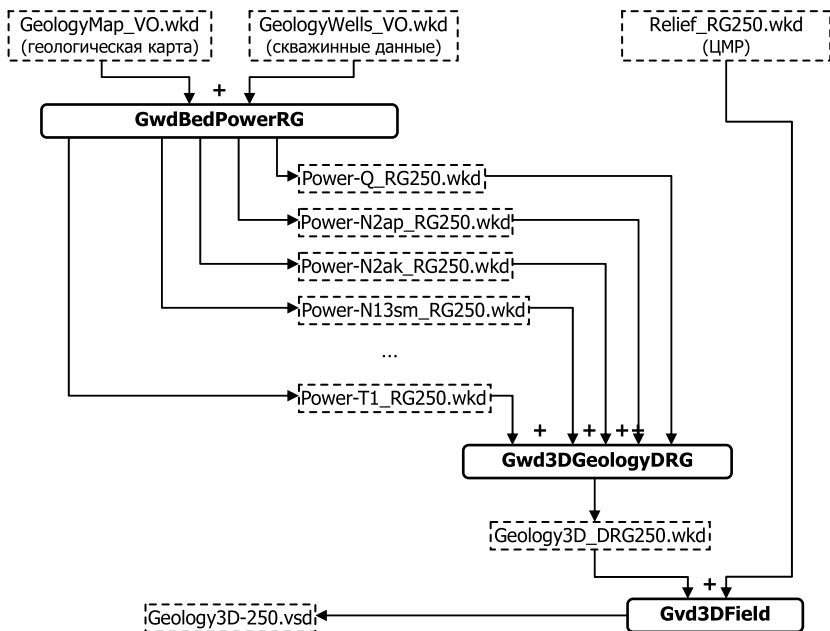 GeologyMap_VO.wkd
(геологическая карта)
GeologyWells_VO.wkd
(скважинные данные)
Relief_RG250.wkd
(ЦМР)
+
GwdBedPowerRG
Power-Q_RG250.wkd
Power-N2ap_RG250.wkd
Power-N2ak_RG250.wkd
Power-N13sm_RG250.wkd
...
Power-T1_RG250.wkd
+ + ++
Gwd3DGeologyDRG
Geology3D_DRG250.wkd
+
Gvd3DField
Geology3D-250.vsd